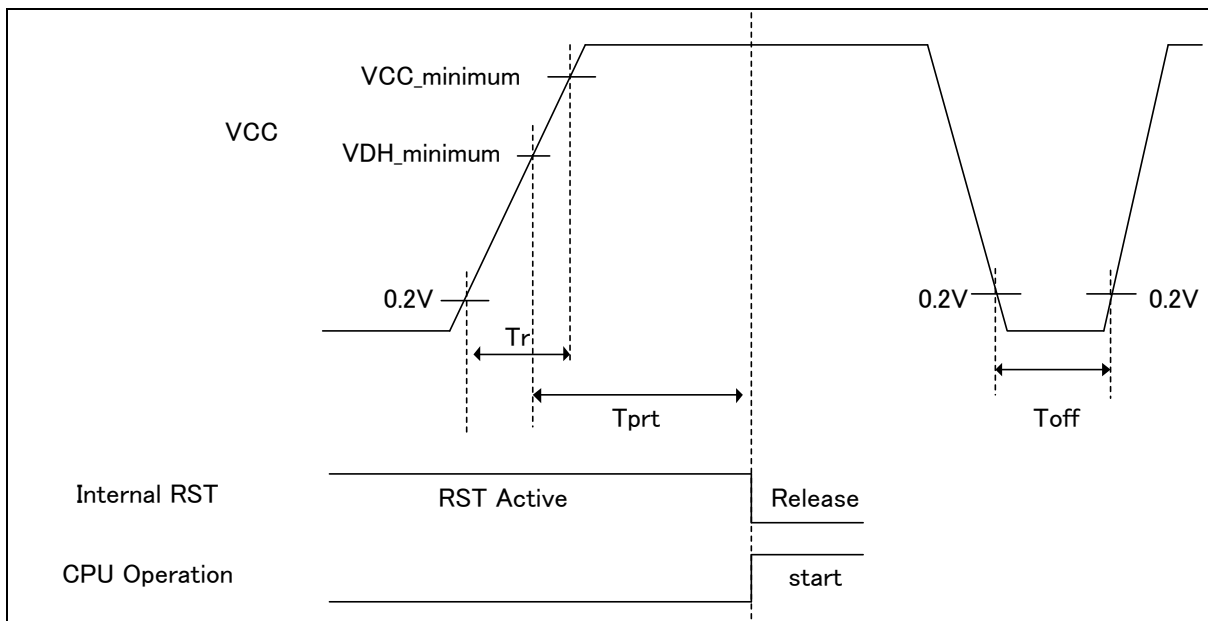 VCC_minimum
VCC
VDH_minimum
0.2V
0.2V
0.2V
Tr
Tprt
Toff
Internal RST
RST Active
Release
CPU Operation
start